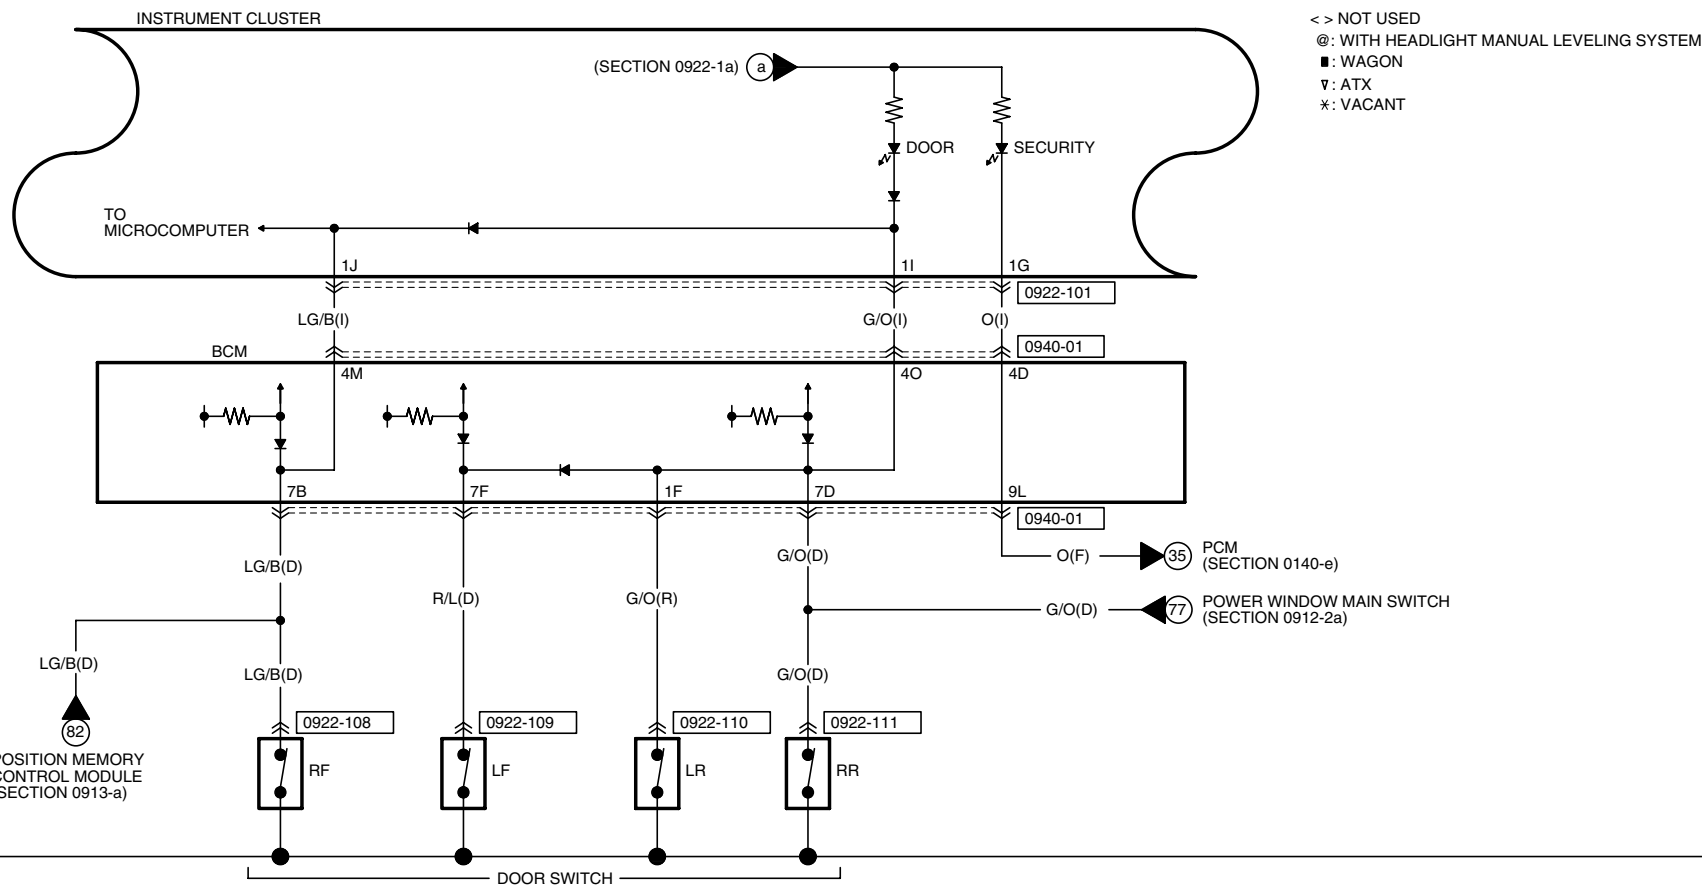 INSTRUMENT CLUSTER
< > NOT USED
@: WITH HEADLIGHT MANUAL LEVELING SYSTEM
: WAGON
: ATX
: VACANT
(SECTION 0922-1a) a
DOOR
SECURITY
TO
MICROCOMPUTER
1J
1I
1G
0922-101
LG/B(I)
G/O(I)
O(I)
BCM
0940-01
4M
4O
4D
7B
7F
1F
7D
9L
0940-01
LG/B(D)
R/L(D)
G/O(R)
G/O(D)
O(F)
35
PCM
(SECTION 0140-e)
G/O(D)
77
POWER WINDOW MAIN SWITCH
(SECTION 0912-2a)
LG/B(D)
LG/B(D)
G/O(D)
82
POSITION MEMORY
CONTROL MODULE
(SECTION 0913-a)
0922-108
0922-109
0922-110
0922-111
RF
LF
LR
RR
DOOR SWITCH